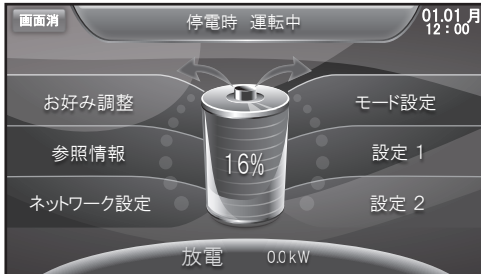 画面消
停電時 運転中
01.01 月
12:00
お好み調整
モード設定
参照情報
16%
設定 1
ネットワーク設定
設定 2
放電 0.0kW